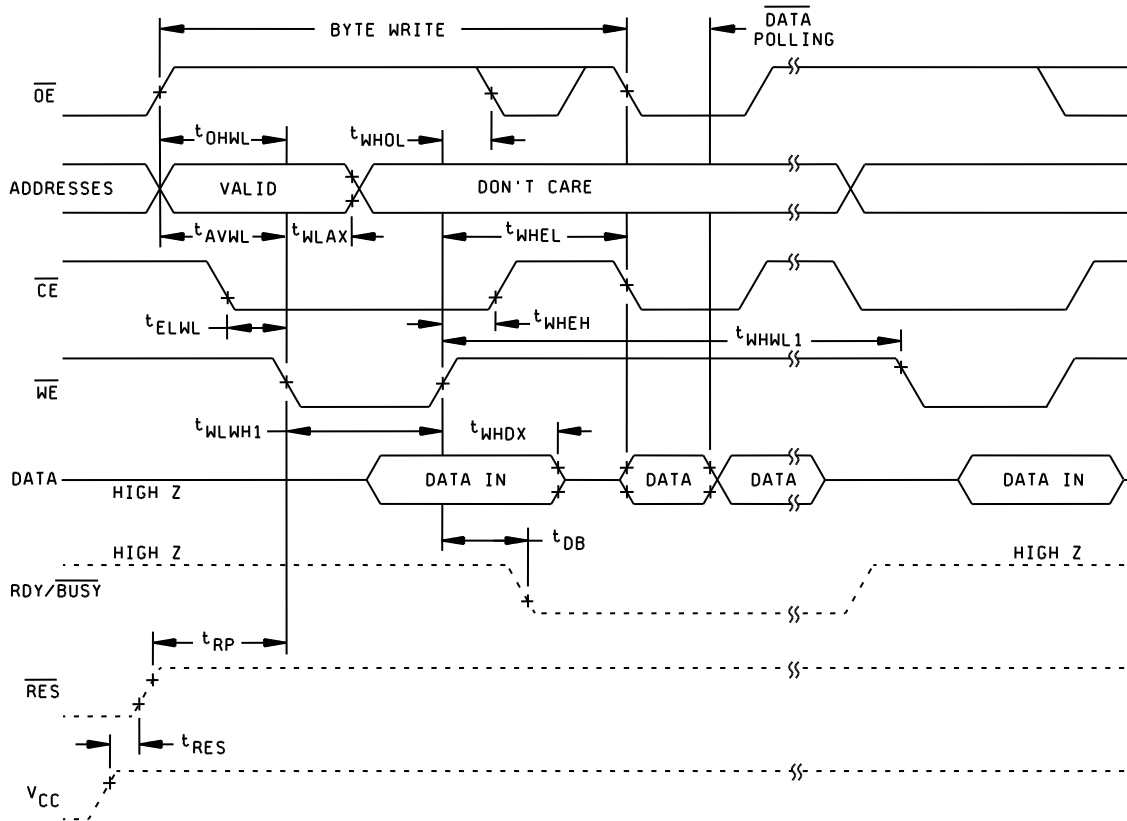 BYTE WRITE
DATA
POLLING
OE
tOHWL
tWHOL
ADDRESSES
VALID
DON'T CARE
tAVWL
tWLAX
tWHEL
CE
tELWL
tWHEH
tWHWL1
WE
tWLWH1
tWHDX
DATA
HIGH Z
DATA IN
DATA
DATA
DATA IN
tDB
HIGH Z
HIGH Z
RDY/BUSY
tRP
RES
tRES
VCC